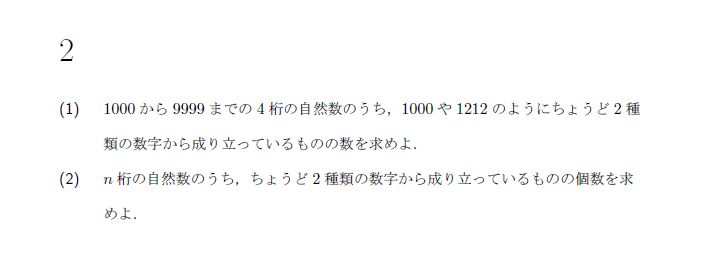 2
(1) 1000 から 9999 までの 4 桁の自然数のうち，1000 や 1212 のようにちょうど 2 種
類の数字から成り立っているものの数を求めよ．
(2) n 桁の自然数のうち，ちょうど 2 種類の数字から成り立っているものの個数を求
めよ．